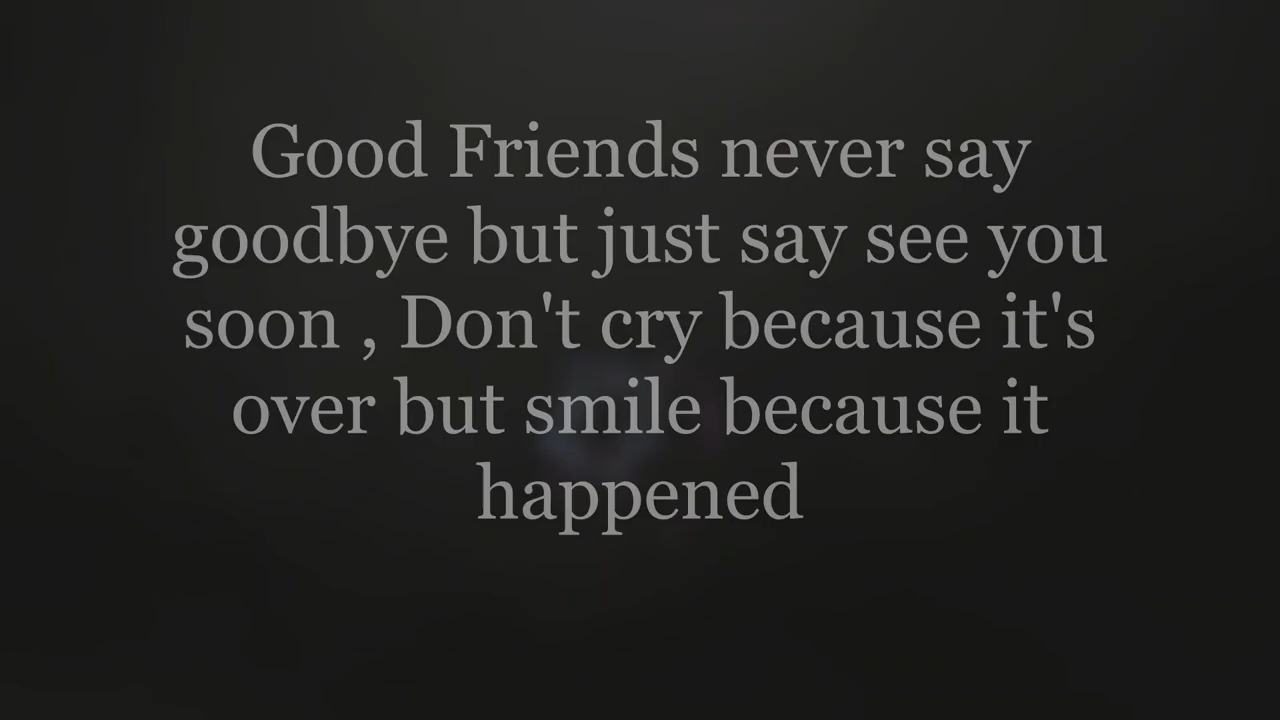 Good Friends never say
goodbye but just say see you
soon , Don't cry because it's
over but smile because it
happened